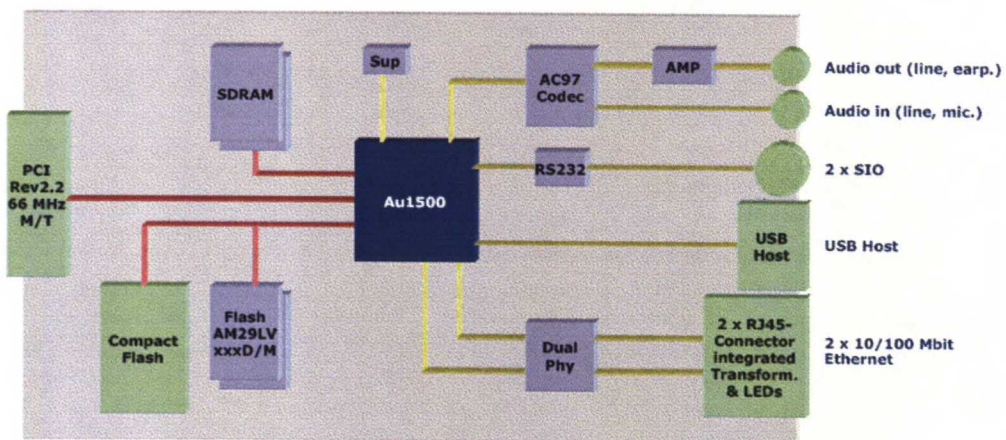 Sup
SDRAM
AC97
Codec
AMP
Audio out (line, earp.)
Audio in (line, mic.)
PCI
Rev2.2
66 MHz
M/T
Au1500
RS232
2 x SIO
USB
Host
USB Host
Compact
Flash
Flash
AM29LV
xxxD/M
Dual
Phy
2 x RJ45-
Connector
integrated
Transform.
& LEDs
2 x 10/100 Mbit
Ethernet